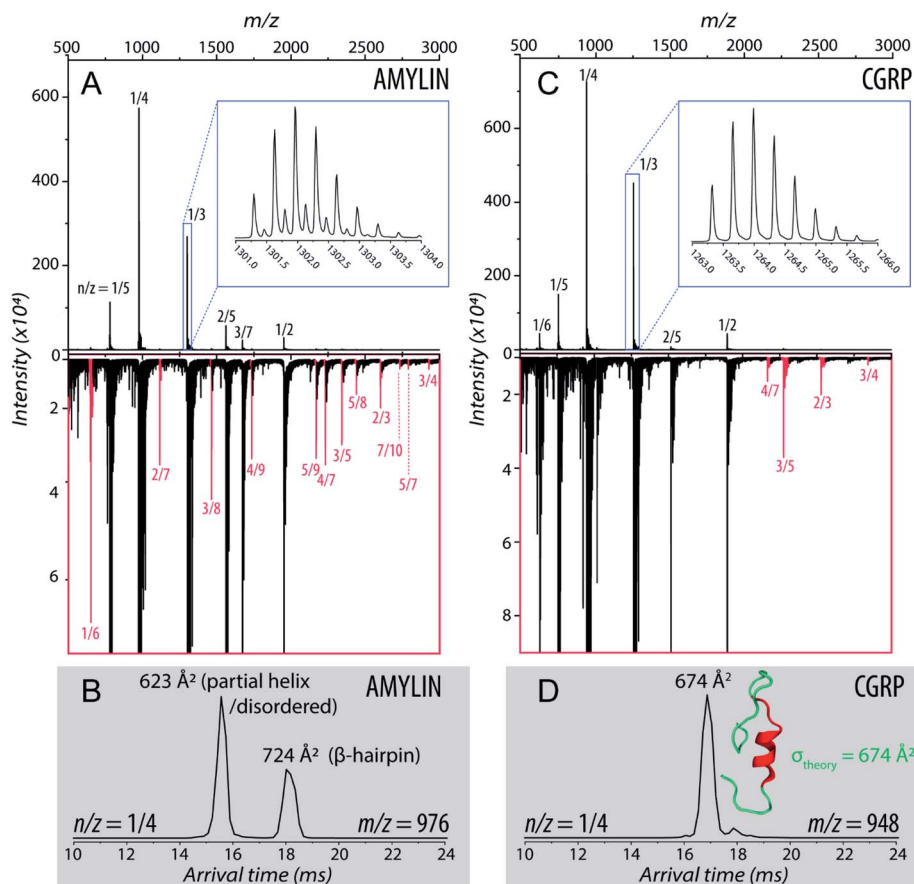 m/z
500 1000 1500 2000 2500 3000
A AMYLIN
Intensity (x10⁴)
600
400
200
0
n/z = 1/5
1/4
1/3
2/5
3/7
1/2
1301.0 1301.5 1302.0 1302.5 1303.0 1303.5 1304.0
Intensity (x10⁴)
0
2
4
6
1/6
2/7
3/8
4/9
5/9
4/7
3/5
5/8
2/3
7/10
5/7
3/4
m/z
500 1000 1500 2000 2500 3000
C CGRP
Intensity (x10⁴)
600
400
200
0
1/6
1/5
1/4
1/3
2/5
1/2
1263.0 1263.5 1264.0 1264.5 1265.0 1265.5 1266.0
Intensity (x10⁴)
0
2
4
6
8
4/7
3/5
2/3
3/4
B AMYLIN
623 Å² (partial helix
/disordered)
724 Å² (β-hairpin)
n/z = 1/4 m/z = 976
10 12 14 16 18 20 22 24
Arrival time (ms)
D CGRP
674 Å²
σtheory = 674 Å²
n/z = 1/4 m/z = 948
10 12 14 16 18 20 22 24
Arrival time (ms)